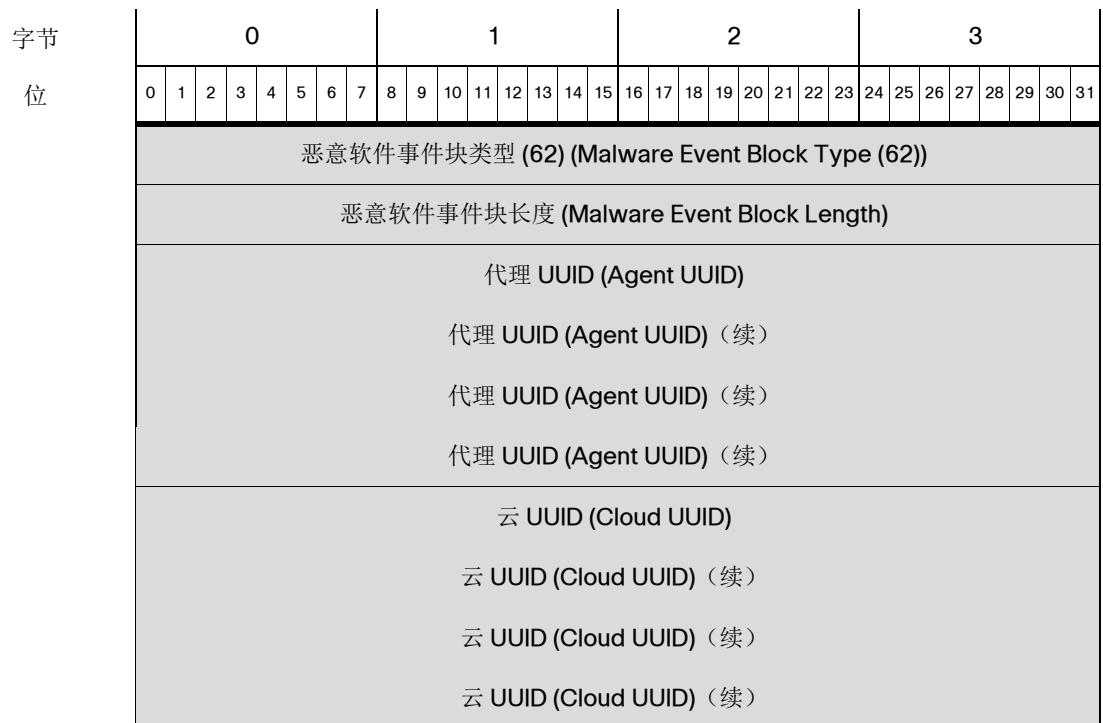 字节 0 1 2 3
位 0 1 2 3 4 5 6 7 8 9 10 11 12 13 14 15 16 17 18 19 20 21 22 23 24 25 26 27 28 29 30 31
恶意软件事件块类型 (62) (Malware Event Block Type (62))
恶意软件事件块长度 (Malware Event Block Length)
代理 UUID (Agent UUID)
代理 UUID (Agent UUID)（续）
代理 UUID (Agent UUID)（续）
代理 UUID (Agent UUID)（续）
云 UUID (Cloud UUID)
云 UUID (Cloud UUID)（续）
云 UUID (Cloud UUID)（续）
云 UUID (Cloud UUID)（续）